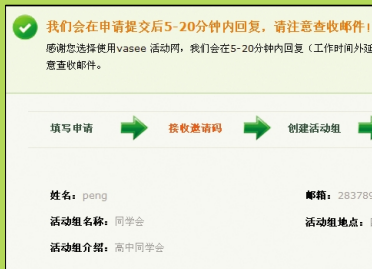 我们会在申请提交后5-20分钟内回复，请注意查收邮件！
感谢您选择使用vasee 活动网，我们会在5-20分钟内回复（工作时间外延
意查收邮件。
填写申请 接收邀请码 创建活动组
姓名：peng 邮箱：28378
活动组名称：同学会 活动组地点：
活动组介绍：高中同学会